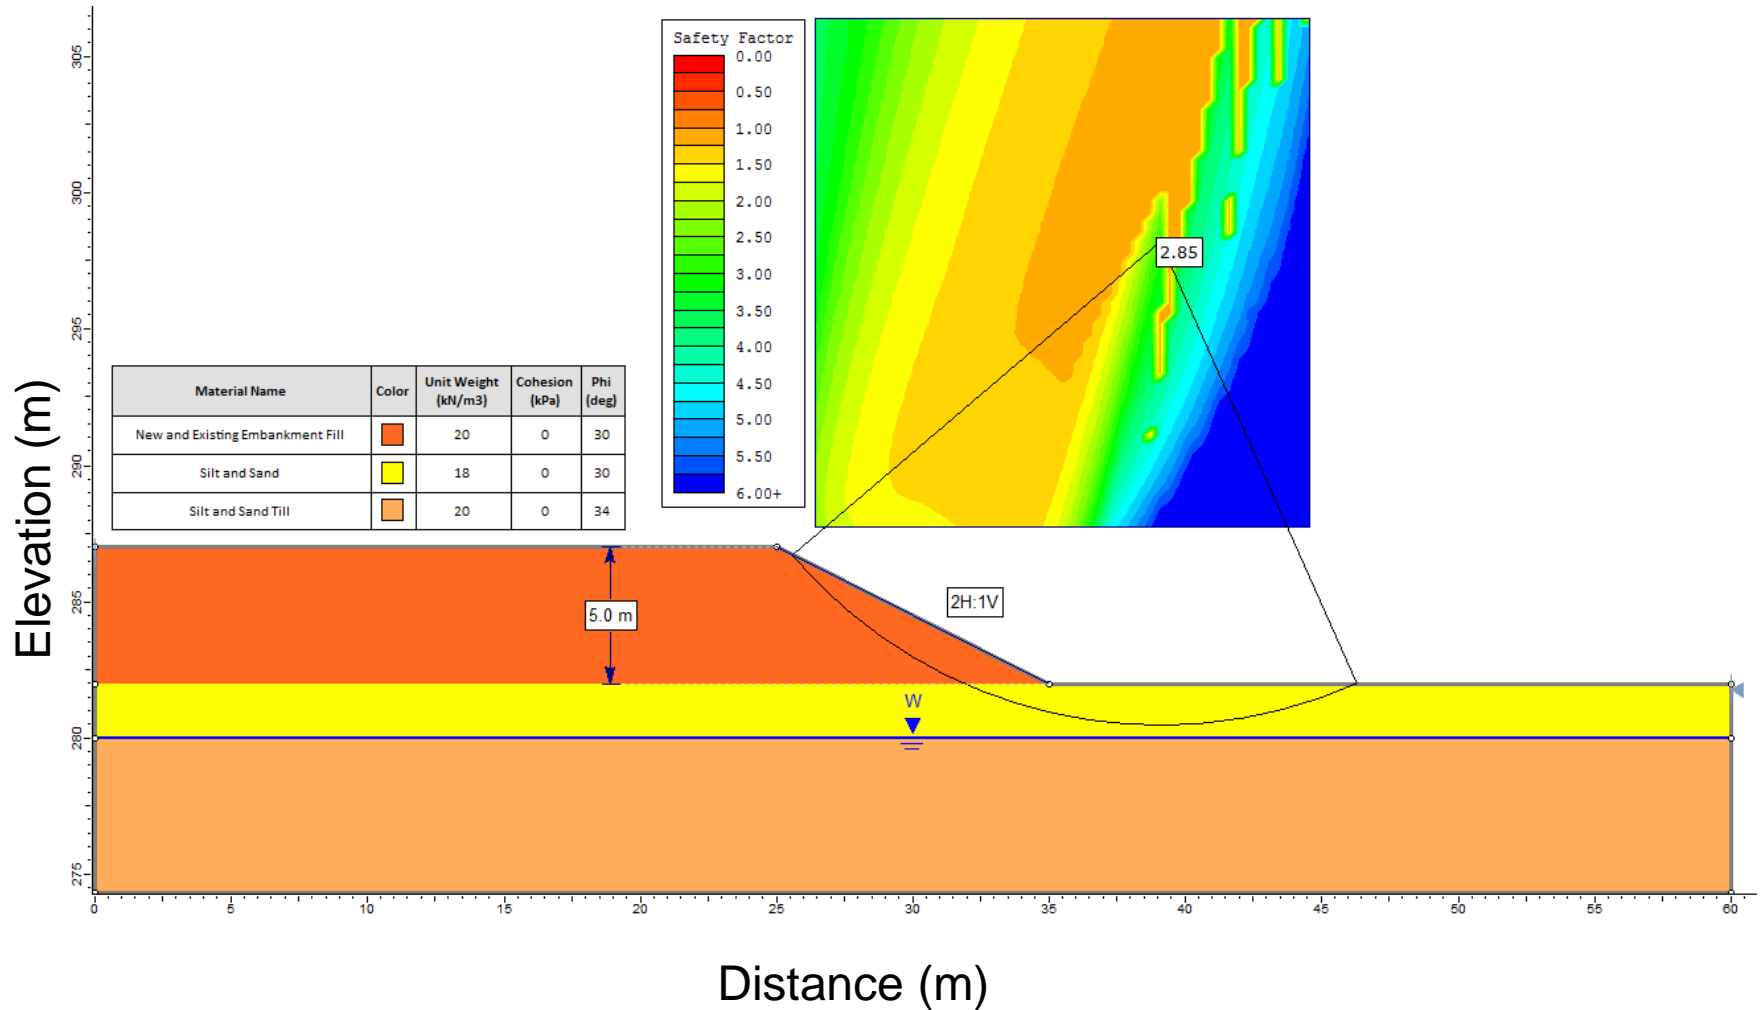 Safety Factor
0.00
0.50
1.00
1.50
2.00
2.50
3.00
3.50
4.00
4.50
5.00
5.50
6.00+
2.85
Material Name Color Unit Weight (kN/m3) Cohesion (kPa) Phi (deg)
New and Existing Embankment Fill 20 0 30
Silt and Sand 18 0 30
Silt and Sand Till 20 0 34
5.0 m
2H:1V
W
Elevation (m)
305
300
295
290
285
280
275
0 5 10 15 20 25 30 35 40 45 50 55 60
Distance (m)